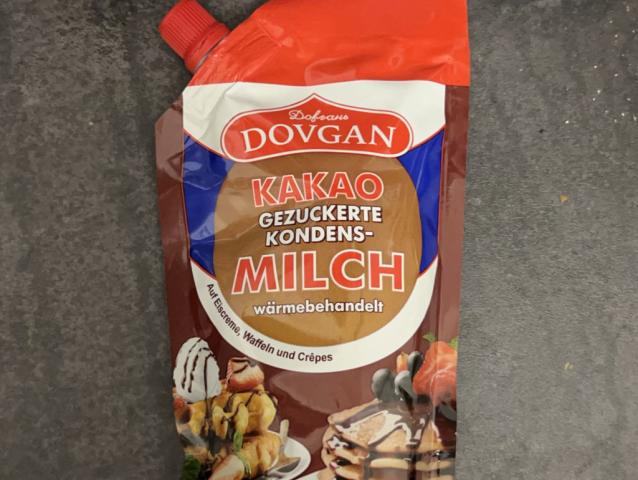 Довгань
DOVGAN
KAKAO
GEZUCKERTE
KONDENS-
MILCH
wärmebehandelt
Auf Eiscreme, Waffeln und Crêpes